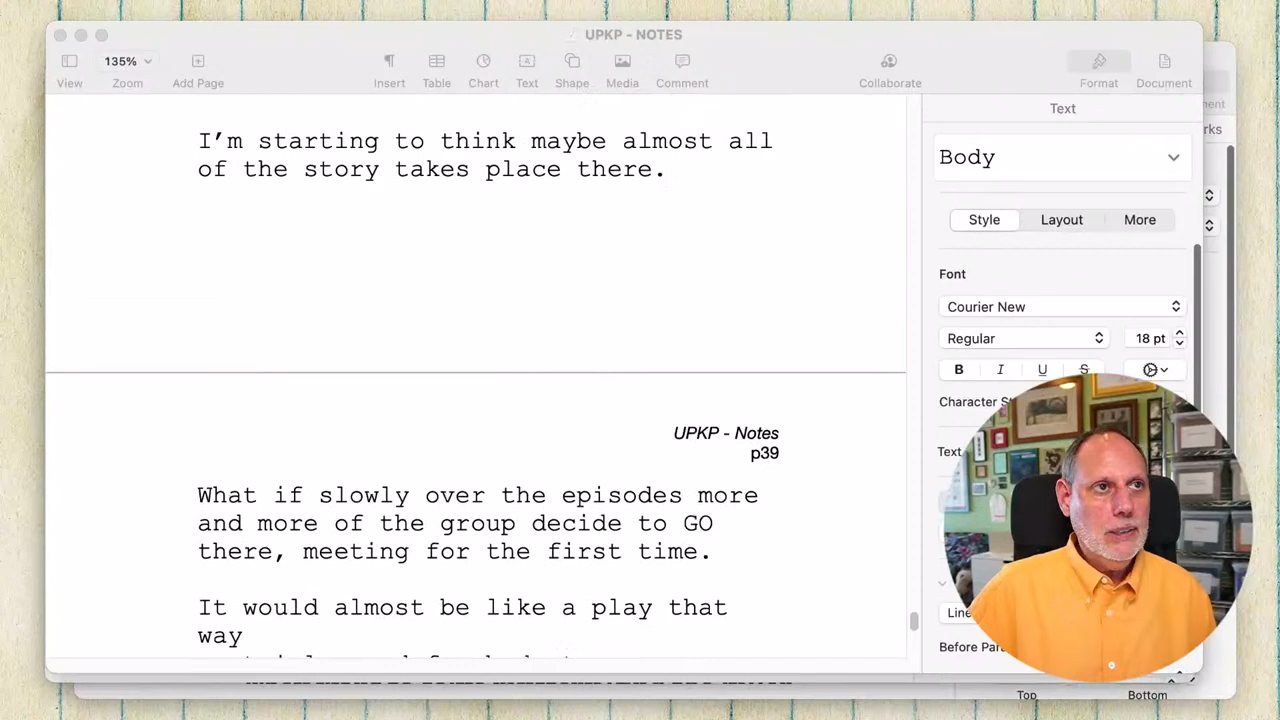 UPKP - NOTES
135%
View
Zoom
Add Page
Insert
Table
Chart
Text
Shape
Media
Comment
Collaborate
Format
Document
Text
Body
Style
Layout
More
Font
Courier New
Regular
18 pt
B I U S
Character
Text
Before
Top
Bottom
I’m starting to think maybe almost all
of the story takes place there.
UPKP - Notes
p39
What if slowly over the episodes more
and more of the group decide to GO
there, meeting for the first time.
It would almost be like a play that
way